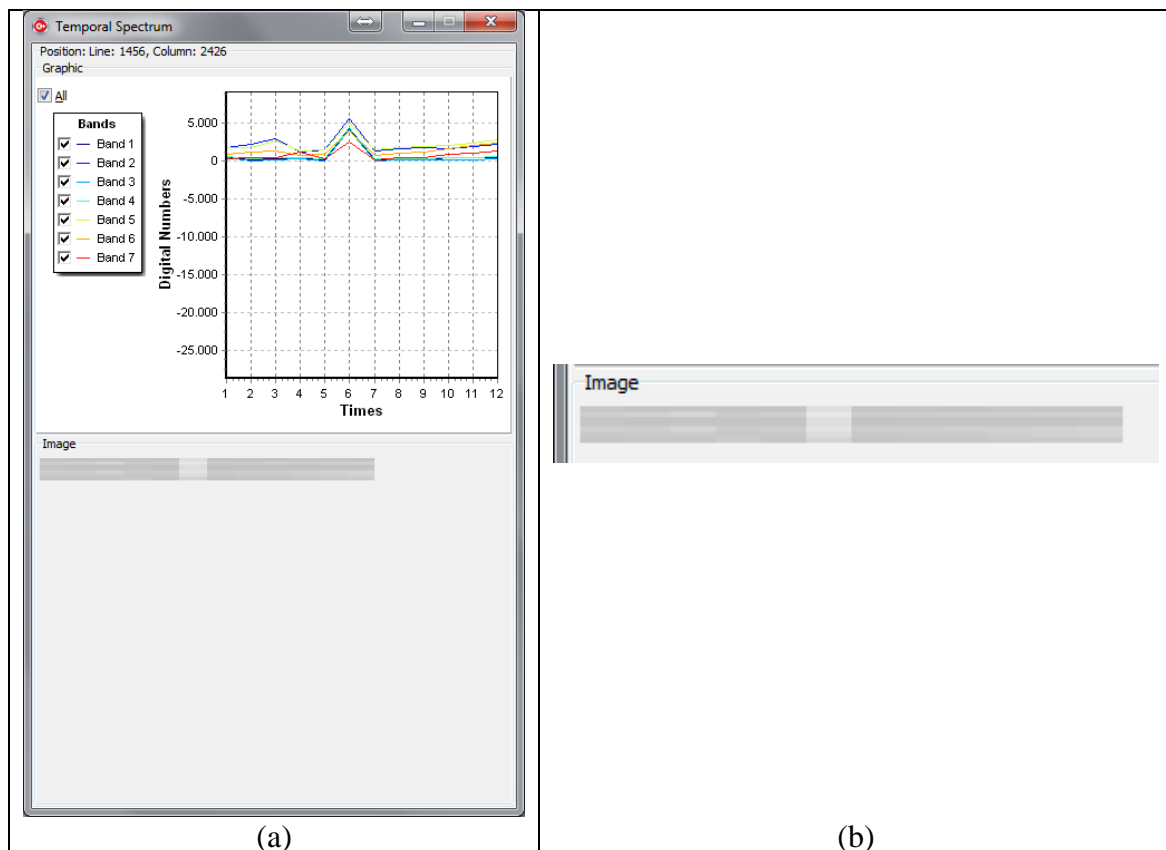 Temporal Spectrum
Position: Line: 1456, Column: 2426
Graphic
All
Bands
Band 1
Band 2
Band 3
Band 4
Band 5
Band 6
Band 7
Digital Numbers
5.000
0
-5.000
-10.000
-15.000
-20.000
-25.000
1 2 3 4 5 6 7 8 9 10 11 12
Times
Image
(a)
Image
(b)